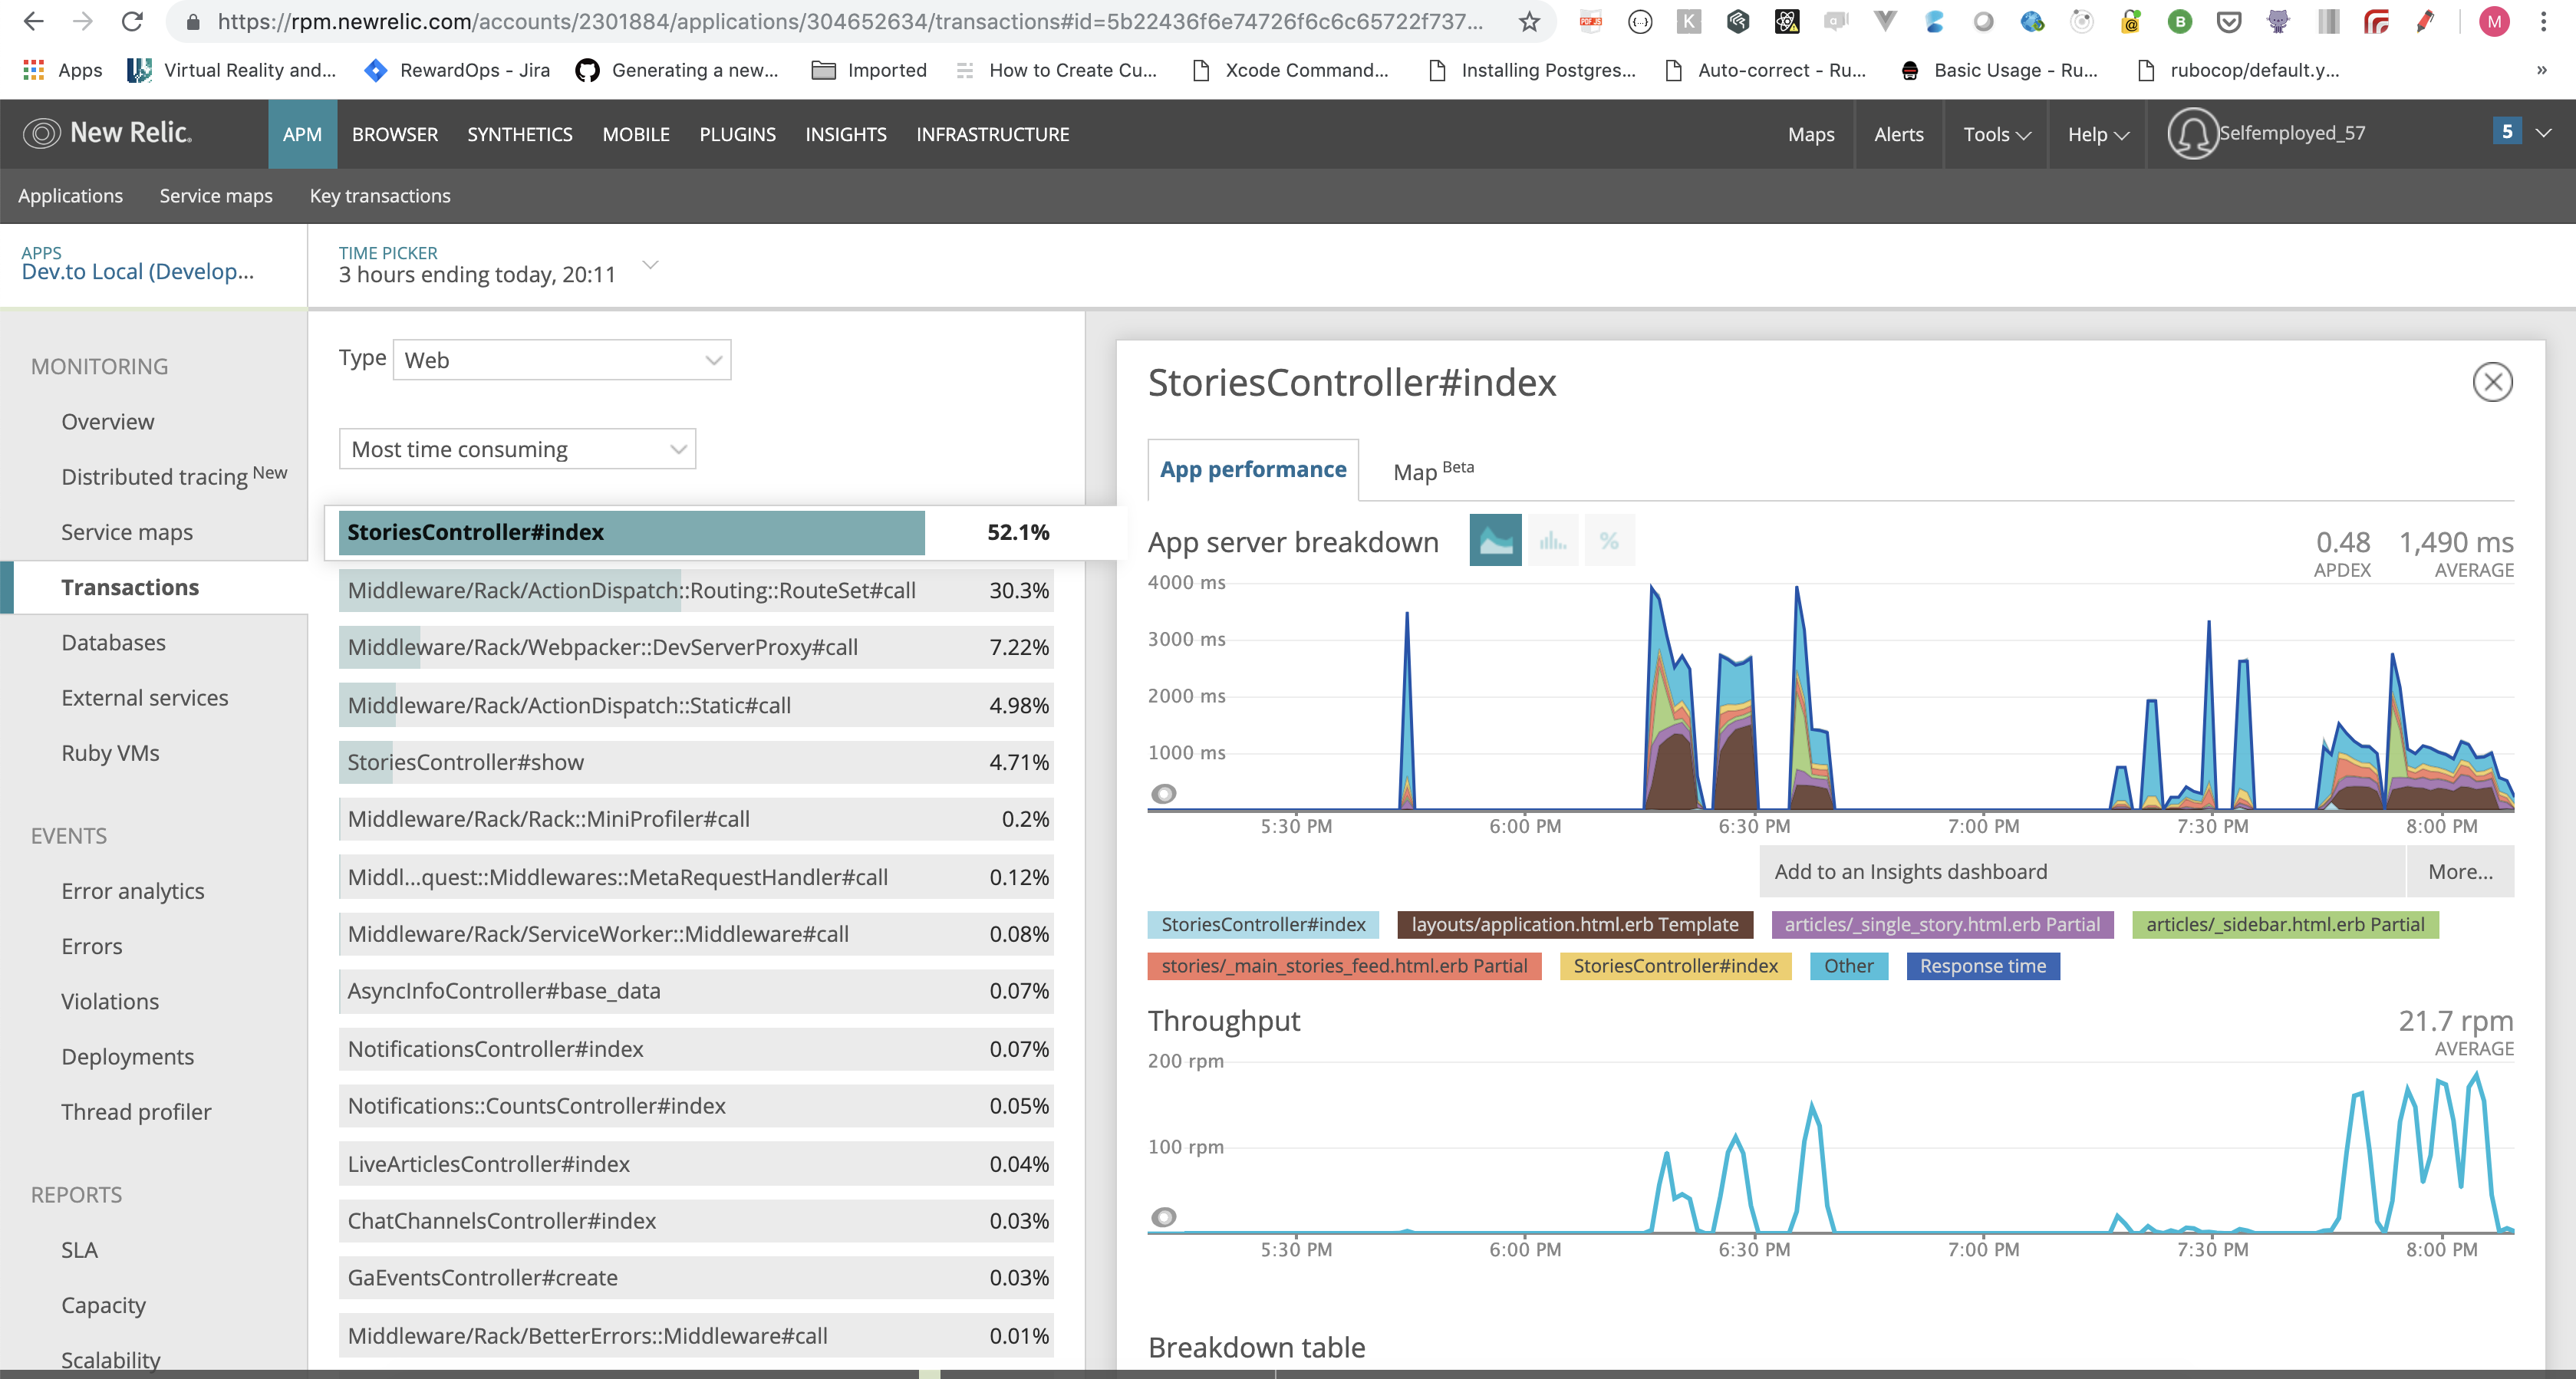 https://rpm.newrelic.com/accounts/2301884/applications/304652634/transactions#id=5b22436f6e74726f6c6c65722f737...
Apps Virtual Reality and... RewardOps - Jira Generating a new... Imported How to Create Cu... Xcode Command... Installing Postgres... Auto-correct - Ru... Basic Usage - Ru... rubocop/default.y... »
New Relic. APM BROWSER SYNTHETICS MOBILE PLUGINS INSIGHTS INFRASTRUCTURE Maps Alerts Tools Help Selfemployed_57 5
Applications Service maps Key transactions
APPS
Dev.to Local (Develop...
TIME PICKER
3 hours ending today, 20:11
MONITORING
Overview
Distributed tracing New
Service maps
Transactions
Databases
External services
Ruby VMs
EVENTS
Error analytics
Errors
Violations
Deployments
Thread profiler
REPORTS
SLA
Capacity
Scalability
Type Web
Most time consuming
StoriesController#index 52.1%
Middleware/Rack/ActionDispatch::Routing::RouteSet#call 30.3%
Middleware/Rack/Webpacker::DevServerProxy#call 7.22%
Middleware/Rack/ActionDispatch::Static#call 4.98%
StoriesController#show 4.71%
Middleware/Rack/Rack::MiniProfiler#call 0.2%
Middl...quest::Middlewares::MetaRequestHandler#call 0.12%
Middleware/Rack/ServiceWorker::Middleware#call 0.08%
AsyncInfoController#base_data 0.07%
NotificationsController#index 0.07%
Notifications::CountsController#index 0.05%
LiveArticlesController#index 0.04%
ChatChannelsController#index 0.03%
GaEventsController#create 0.03%
Middleware/Rack/BetterErrors::Middleware#call 0.01%
StoriesController#index
App performance Map Beta
App server breakdown % 0.48 1,490 ms
APDEX AVERAGE
4000 ms
3000 ms
2000 ms
1000 ms
5:30 PM 6:00 PM 6:30 PM 7:00 PM 7:30 PM 8:00 PM
Add to an Insights dashboard More...
StoriesController#index layouts/application.html.erb Template articles/_single_story.html.erb Partial articles/_sidebar.html.erb Partial
stories/_main_stories_feed.html.erb Partial StoriesController#index Other Response time
Throughput 21.7 rpm
AVERAGE
200 rpm
100 rpm
5:30 PM 6:00 PM 6:30 PM 7:00 PM 7:30 PM 8:00 PM
Breakdown table